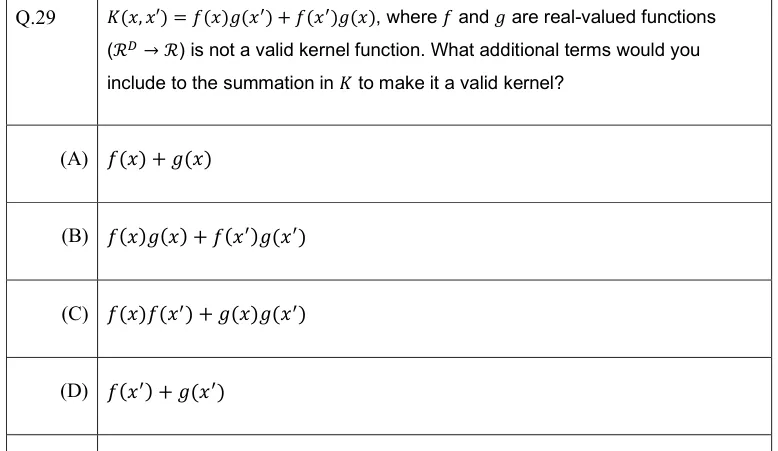 Q.29 K(x, x′) = f(x)g(x′) + f(x′)g(x), where f and g are real-valued functions
(ℛᴰ → ℛ) is not a valid kernel function. What additional terms would you
include to the summation in K to make it a valid kernel?
(A) f(x) + g(x)
(B) f(x)g(x) + f(x′)g(x′)
(C) f(x)f(x′) + g(x)g(x′)
(D) f(x′) + g(x′)